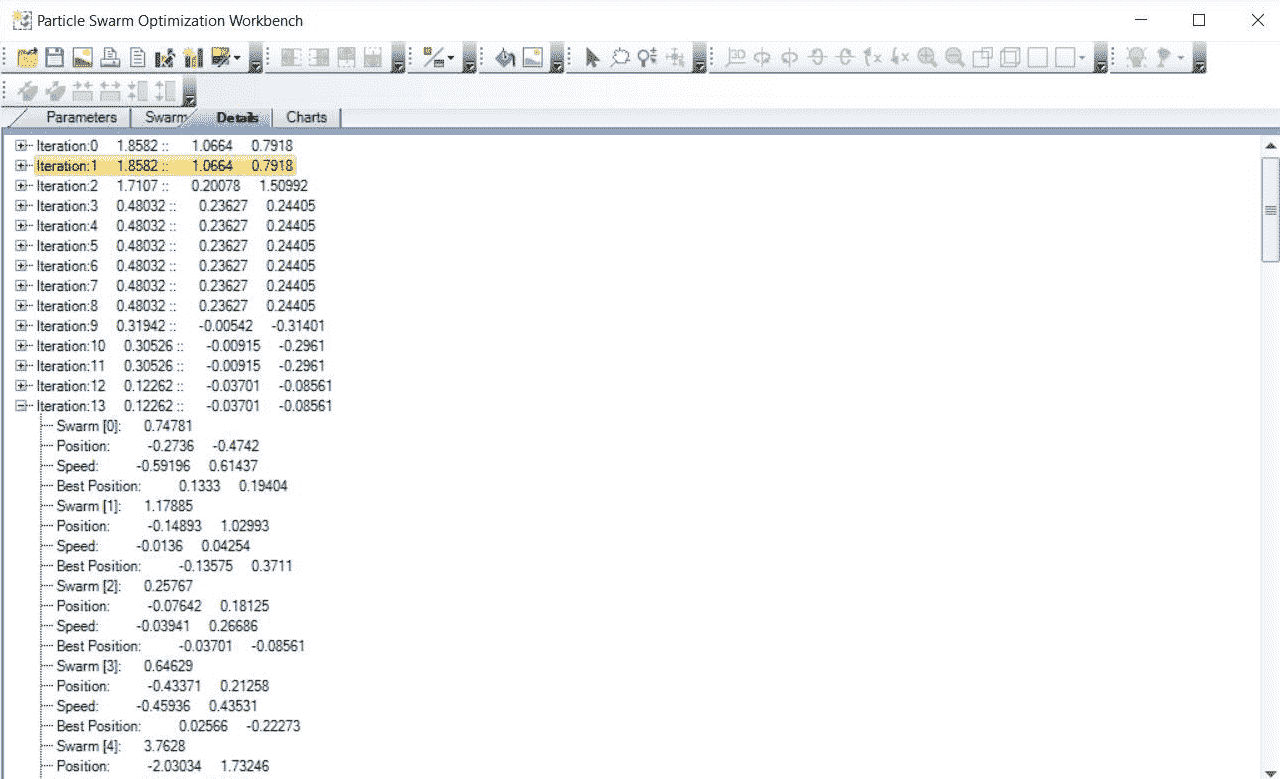 Particle Swarm Optimization Workbench
3D
Parameters Swarm Details Charts
Iteration:0 1.8582 :: 1.0664 0.7918
Iteration:1 1.8582 :: 1.0664 0.7918
Iteration:2 1.7107 :: 0.20078 1.50992
Iteration:3 0.48032 :: 0.23627 0.24405
Iteration:4 0.48032 :: 0.23627 0.24405
Iteration:5 0.48032 :: 0.23627 0.24405
Iteration:6 0.48032 :: 0.23627 0.24405
Iteration:7 0.48032 :: 0.23627 0.24405
Iteration:8 0.48032 :: 0.23627 0.24405
Iteration:9 0.31942 :: -0.00542 -0.31401
Iteration:10 0.30526 :: -0.00915 -0.2961
Iteration:11 0.30526 :: -0.00915 -0.2961
Iteration:12 0.12262 :: -0.03701 -0.08561
Iteration:13 0.12262 :: -0.03701 -0.08561
Swarm [0]: 0.74781
Position: -0.2736 -0.4742
Speed: -0.59196 0.61437
Best Position: 0.1333 0.19404
Swarm [1]: 1.17885
Position: -0.14893 1.02993
Speed: -0.0136 0.04254
Best Position: -0.13575 0.3711
Swarm [2]: 0.25767
Position: -0.07642 0.18125
Speed: -0.03941 0.26686
Best Position: -0.03701 -0.08561
Swarm [3]: 0.64629
Position: -0.43371 0.21258
Speed: -0.45936 0.43531
Best Position: 0.02566 -0.22273
Swarm [4]: 3.7628
Position: -2.03034 1.73246